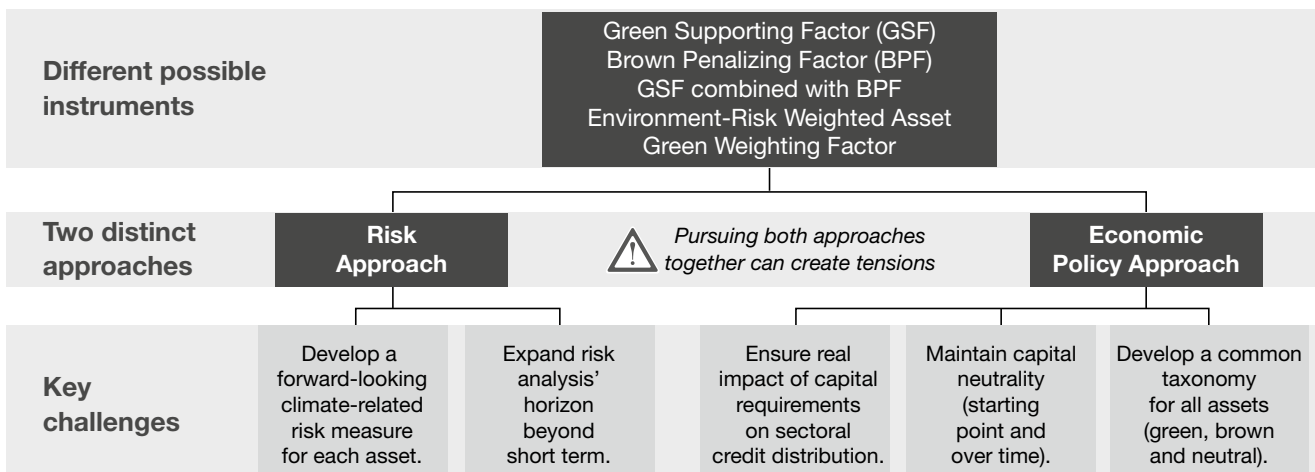 Different possible
instruments
Green Supporting Factor (GSF)
Brown Penalizing Factor (BPF)
GSF combined with BPF
Environment-Risk Weighted Asset
Green Weighting Factor
Two distinct
approaches
Risk
Approach
Pursuing both approaches
together can create tensions
Economic
Policy Approach
Key
challenges
Develop a
forward-looking
climate-related
risk measure
for each asset.
Expand risk
analysis’
horizon
beyond
short term.
Ensure real
impact of capital
requirements
on sectoral
credit distribution.
Maintain capital
neutrality
(starting
point and
over time).
Develop a common
taxonomy
for all assets
(green, brown
and neutral).